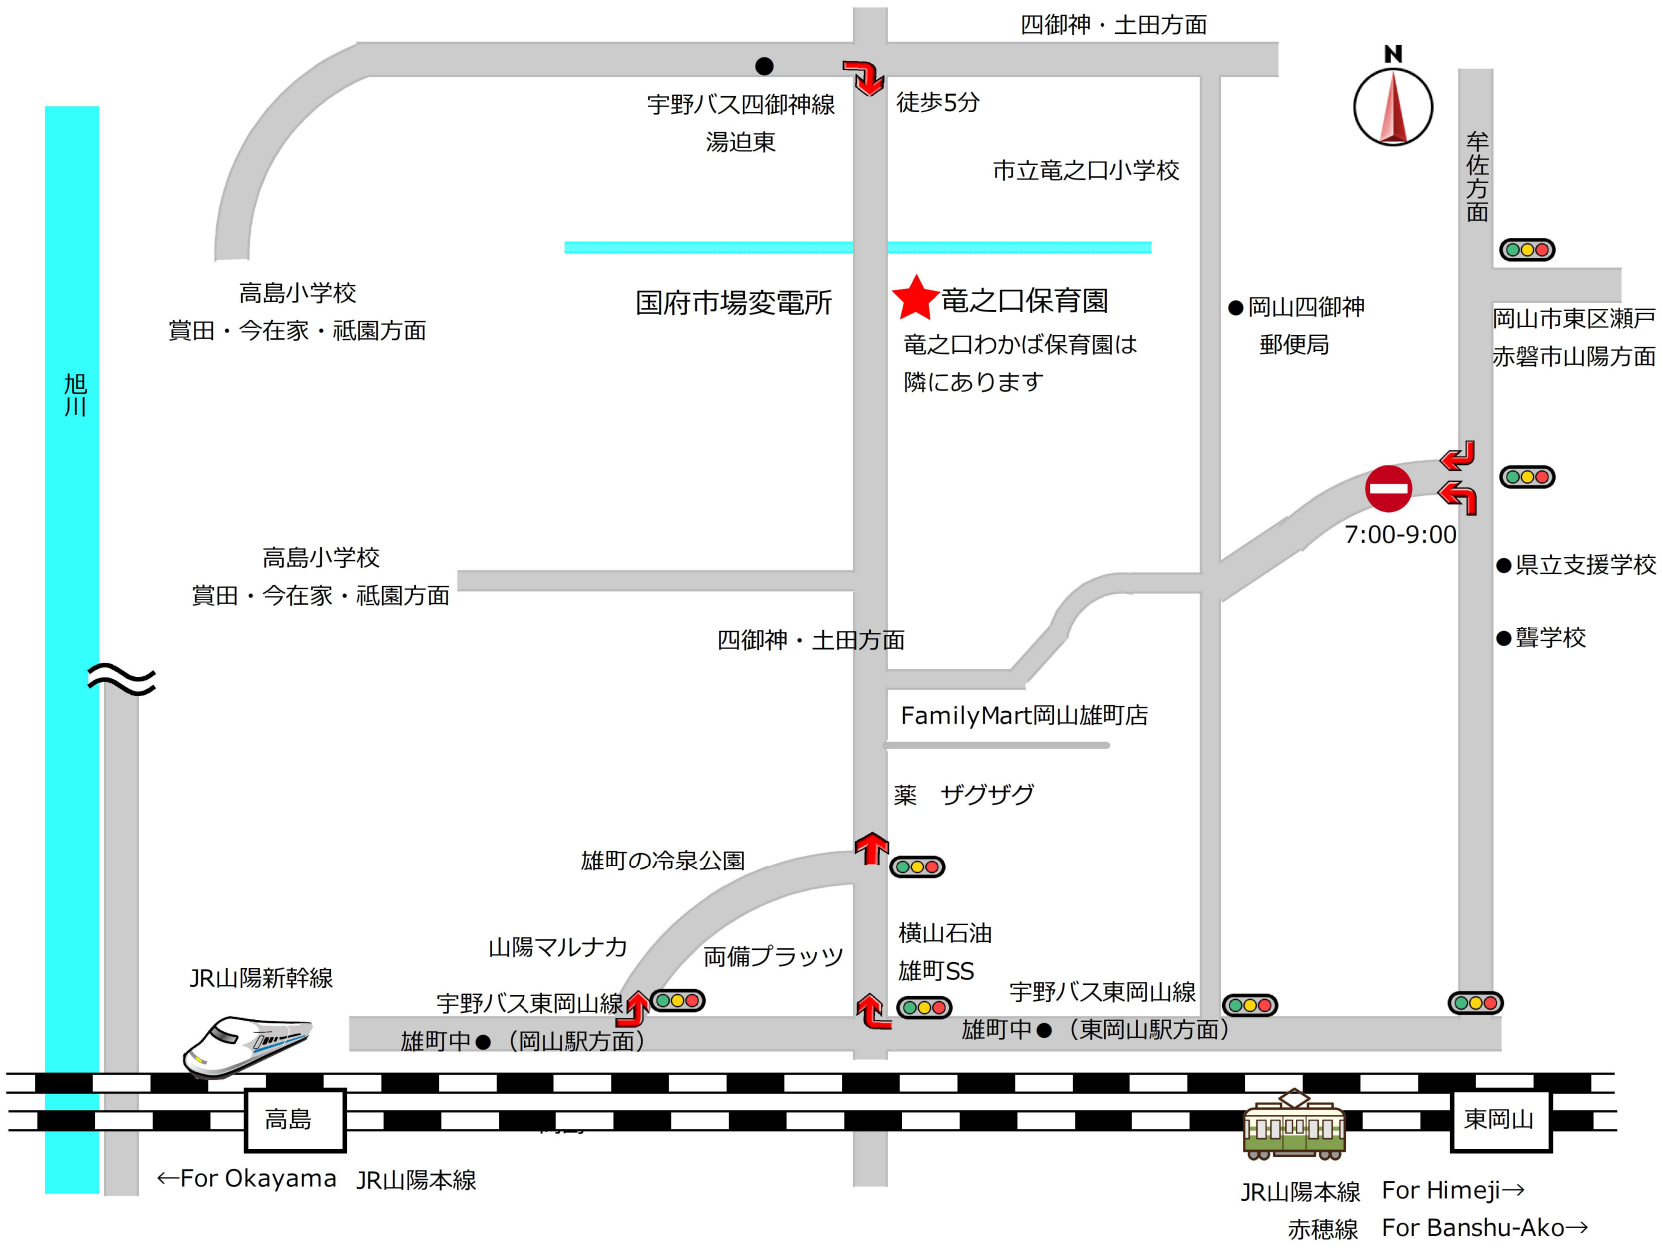 四御神・土田方面
N
宇野バス四御神線
湯迫東
徒歩5分
市立竜之口小学校
牟佐方面
高島小学校
賞田・今在家・祇園方面
国府市場変電所
竜之口保育園
竜之口わかば保育園は
隣にあります
岡山四御神
郵便局
岡山市東区瀬戸
赤磐市山陽方面
旭川
7:00-9:00
高島小学校
賞田・今在家・祇園方面
県立支援学校
聾学校
四御神・土田方面
FamilyMart岡山雄町店
薬　ザグザグ
雄町の冷泉公園
山陽マルナカ
両備プラッツ
横山石油
雄町SS
JR山陽新幹線
宇野バス東岡山線
雄町中●（岡山駅方面）
宇野バス東岡山線
雄町中●（東岡山駅方面）
高島
東岡山
←For Okayama
JR山陽本線
JR山陽本線
For Himeji→
赤穂線
For Banshu-Ako→